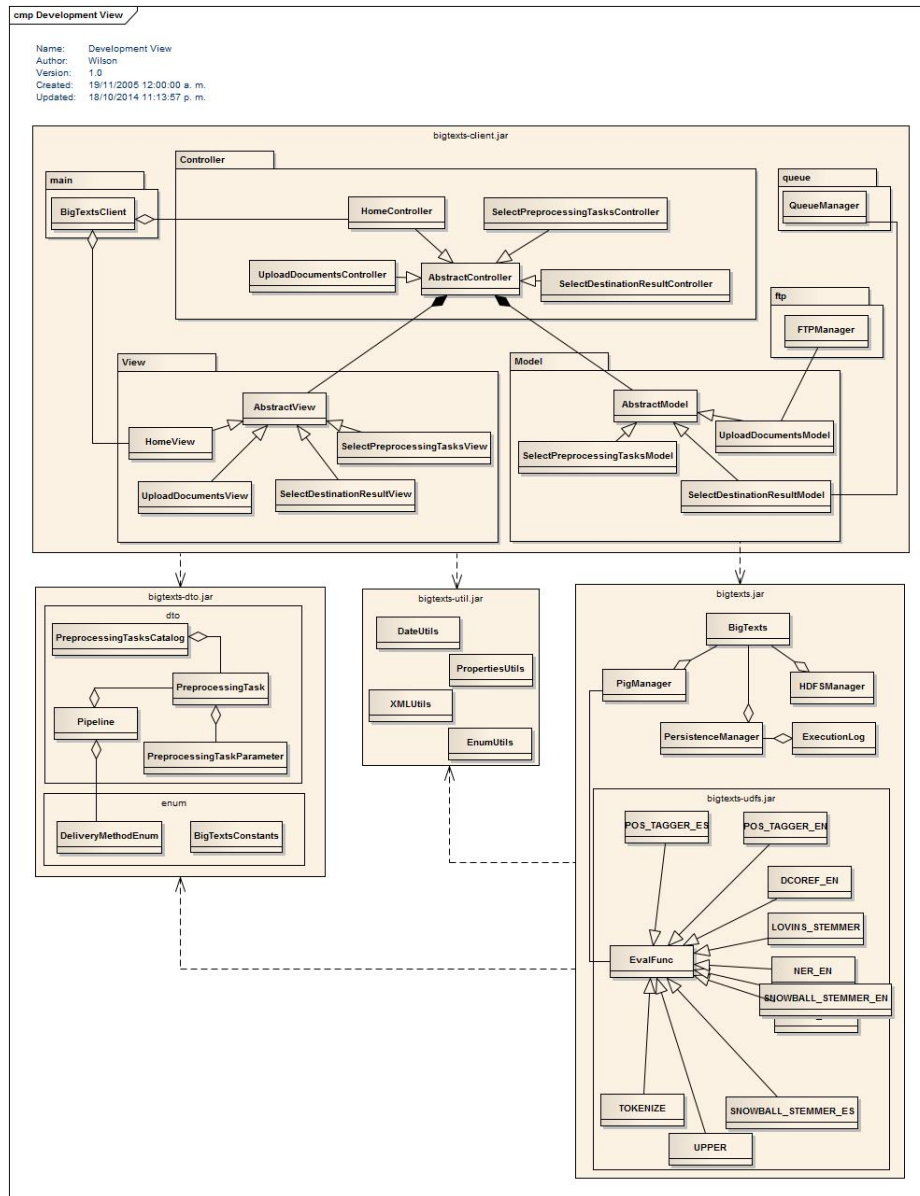 cmp Development View
Name: Development View
Author: Wilson
Version: 1.0
Created: 19/11/2005 12:00:00 a. m.
Updated: 18/10/2014 11:13:57 p. m.
bigtexts-client.jar
Controller
main
BigTextsClient
HomeController
SelectPreprocessingTasksController
UploadDocumentsController
AbstractController
SelectDestinationResultController
queue
QueueManager
ftp
FTPManager
View
AbstractView
HomeView
SelectPreprocessingTasksView
UploadDocumentsView
SelectDestinationResultView
Model
AbstractModel
UploadDocumentsModel
SelectPreprocessingTasksModel
SelectDestinationResultModel
bigtexts-dto.jar
dto
PreprocessingTasksCatalog
PreprocessingTask
Pipeline
PreprocessingTaskParameter
enum
DeliveryMethodEnum
BigTextsConstants
bigtexts-util.jar
DateUtils
PropertiesUtils
XMLUtils
EnumUtils
bigtexts.jar
BigTexts
PigManager
HDFSManager
PersistenceManager
ExecutionLog
bigtexts-udfs.jar
POS_TAGGER_ES
POS_TAGGER_EN
DCOREF_EN
LOVINS_STEMMER
EvalFunc
NER_EN
SNOWBALL_STEMMER_EN
TOKENIZE
SNOWBALL_STEMMER_ES
UPPER